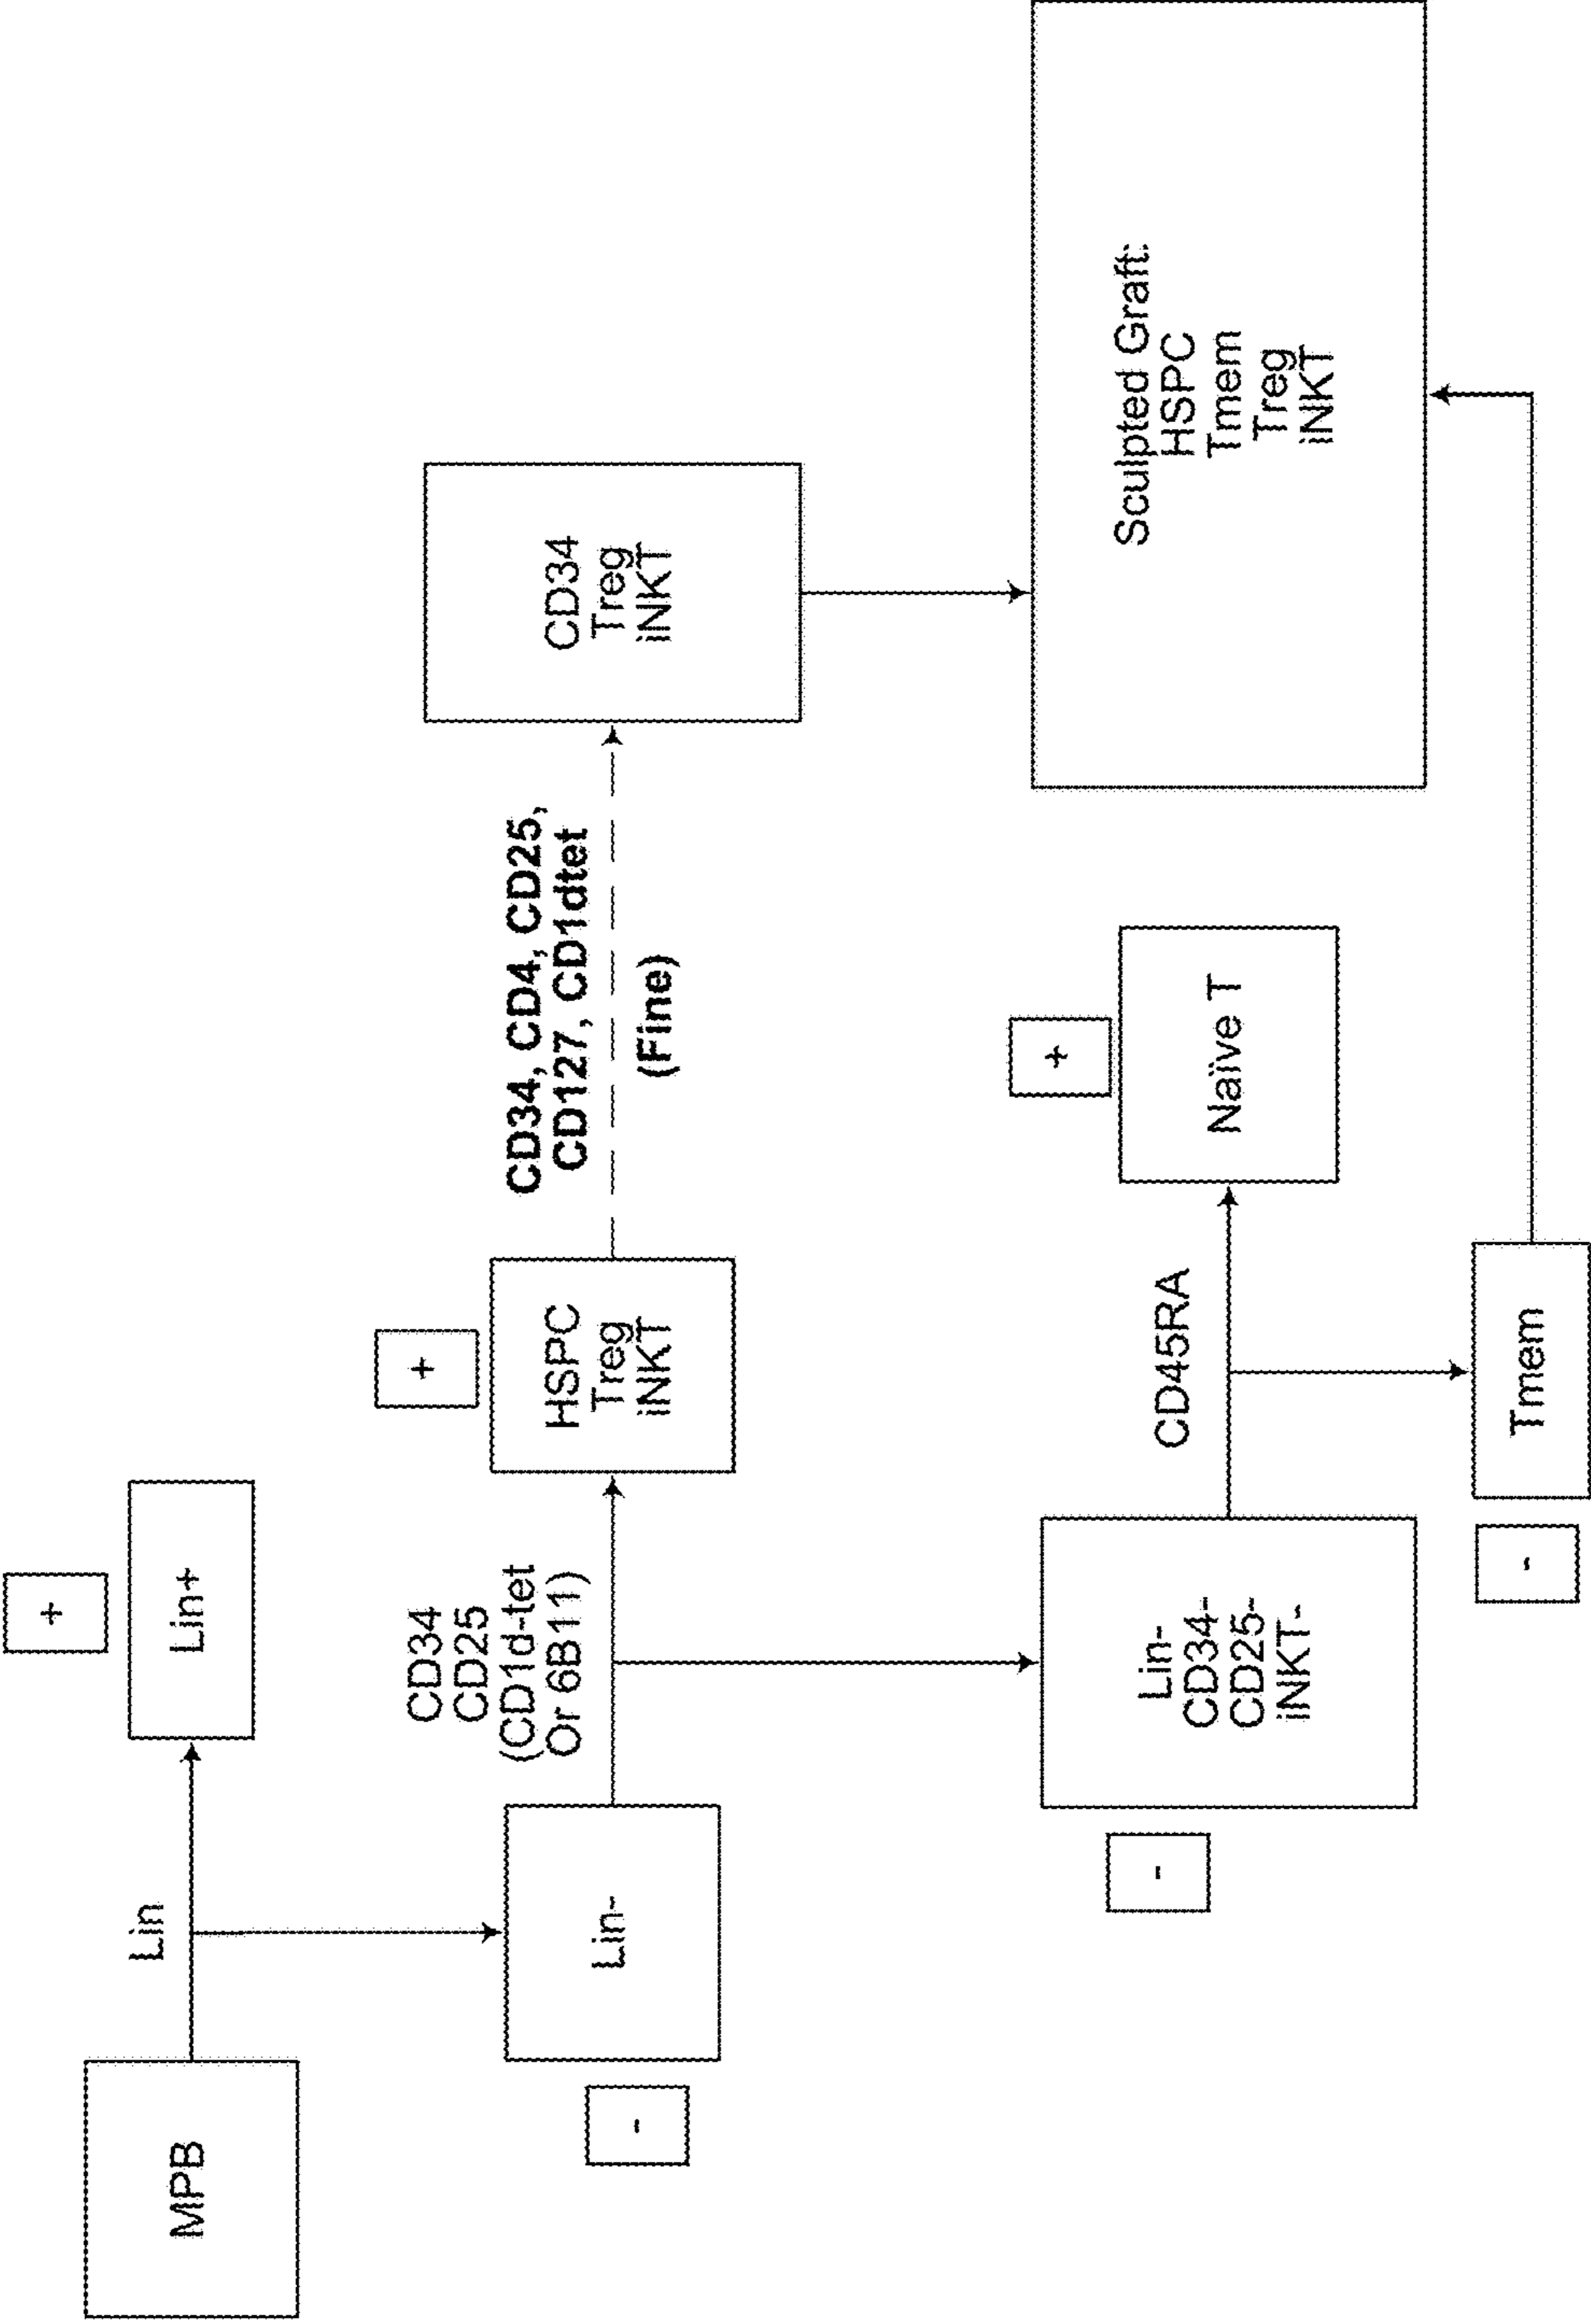 MPB
Lin
+
Lin+
-
Lin-
CD34
CD25
(CD1d-tet
Or 6B11)
+
HSPC
Treg
iNKT
CD34, CD4, CD25,
CD127, CD1dtet
(Fine)
CD34
Treg
iNKT
-
Lin-
CD34-
CD25-
iNKT-
CD45RA
+
Naïve T
-
Tmem
Sculpted Graft:
HSPC
Tmem
Treg
iNKT